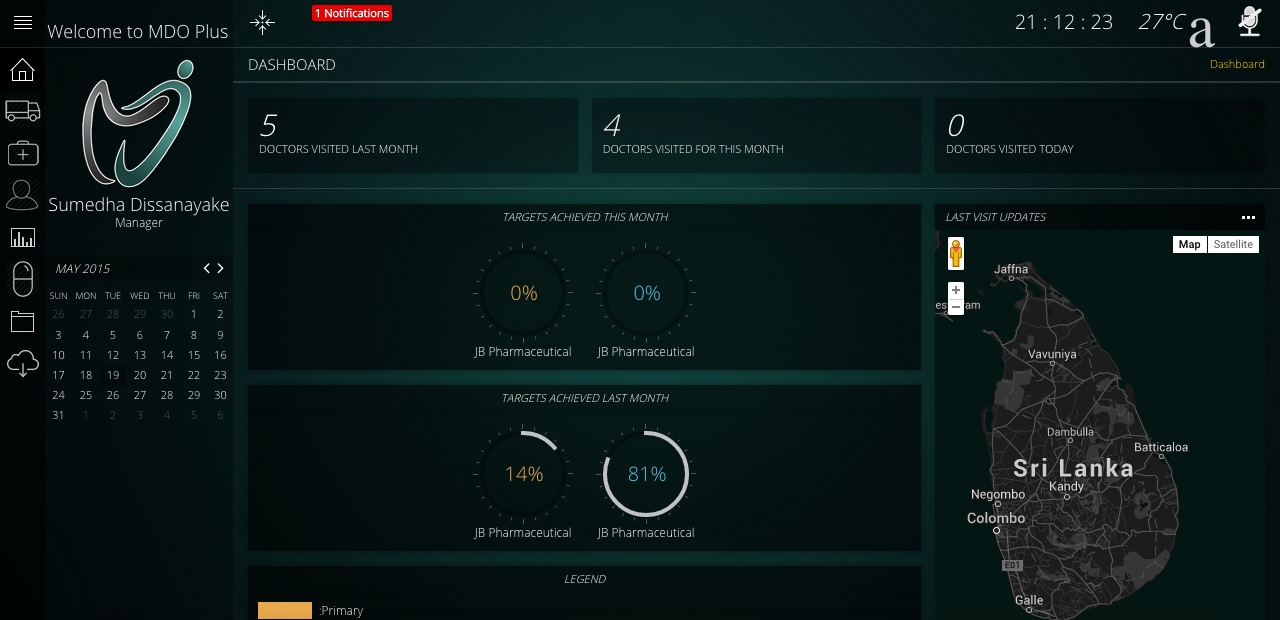 Welcome to MDO Plus
1 Notifications
21 : 12 : 23
27°C
a
DASHBOARD
Dashboard
Sumedha Dissanayake
Manager
MAY 2015
SUN MON TUE WED THU FRI SAT
26 27 28 29 30 1 2
3 4 5 6 7 8 9
10 11 12 13 14 15 16
17 18 19 20 21 22 23
24 25 26 27 28 29 30
31 1 2 3 4 5 6
5
DOCTORS VISITED LAST MONTH
4
DOCTORS VISITED FOR THIS MONTH
0
DOCTORS VISITED TODAY
TARGETS ACHIEVED THIS MONTH
0% 0%
JB Pharmaceutical JB Pharmaceutical
TARGETS ACHIEVED LAST MONTH
14% 81%
JB Pharmaceutical JB Pharmaceutical
LEGEND
:Primary
LAST VISIT UPDATES
Map Satellite
Jaffna
Vavuniya
Dambulla
Batticaloa
Sri Lanka
Kandy
Negombo
Colombo
E01
Galle